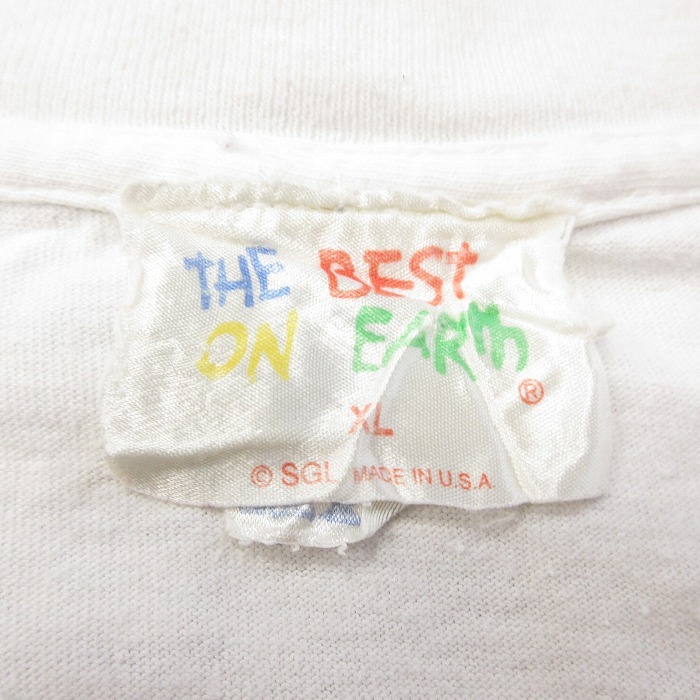 THE BEST
ON EARTH
®
XL
© SGL MADE IN U.S.A.